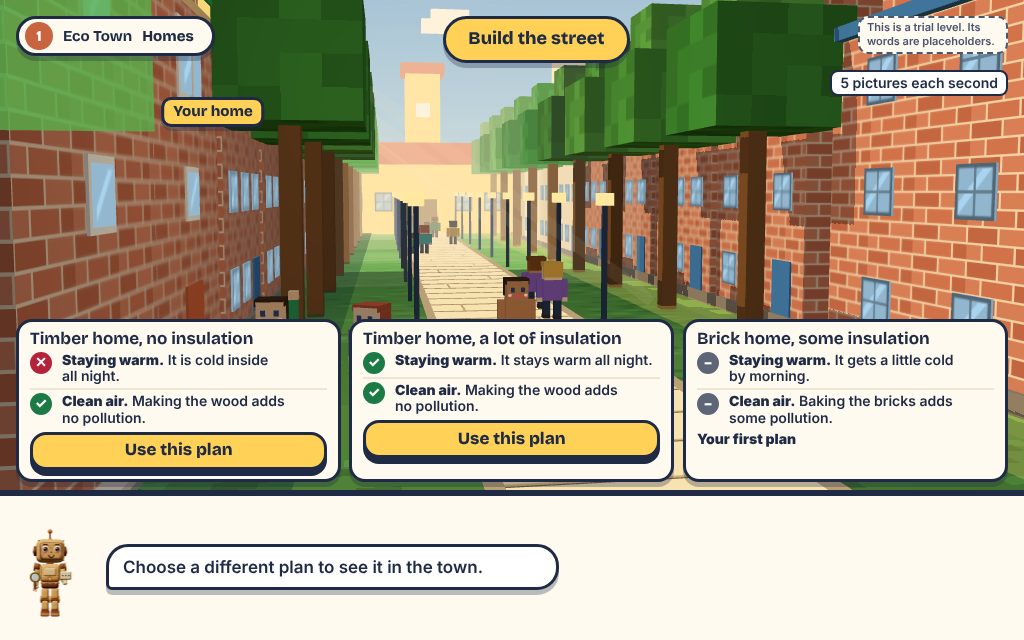 1 Eco Town Homes
Build the street
This is a trial level. Its
words are placeholders.
5 pictures each second
Your home
Timber home, no insulation
Staying warm. It is cold inside
all night.
Clean air. Making the wood adds
no pollution.
Use this plan
Timber home, a lot of insulation
Staying warm. It stays warm all night.
Clean air. Making the wood adds
no pollution.
Use this plan
Brick home, some insulation
Staying warm. It gets a little cold
by morning.
Clean air. Baking the bricks adds
some pollution.
Your first plan
Choose a different plan to see it in the town.